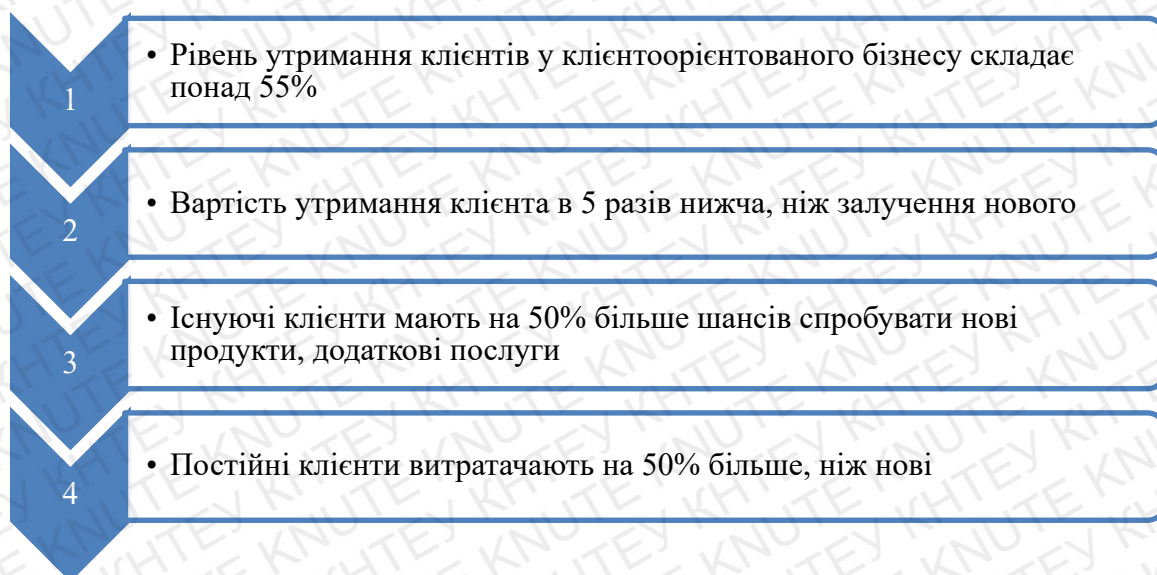 1
• Рівень утримання клієнтів у клієнтоорієнтованого бізнесу складає
понад 55%
2
• Вартість утримання клієнта в 5 разів нижча, ніж залучення нового
3
• Існуючі клієнти мають на 50% більше шансів спробувати нові
продукти, додаткові послуги
4
• Постійні клієнти витратачають на 50% більше, ніж нові